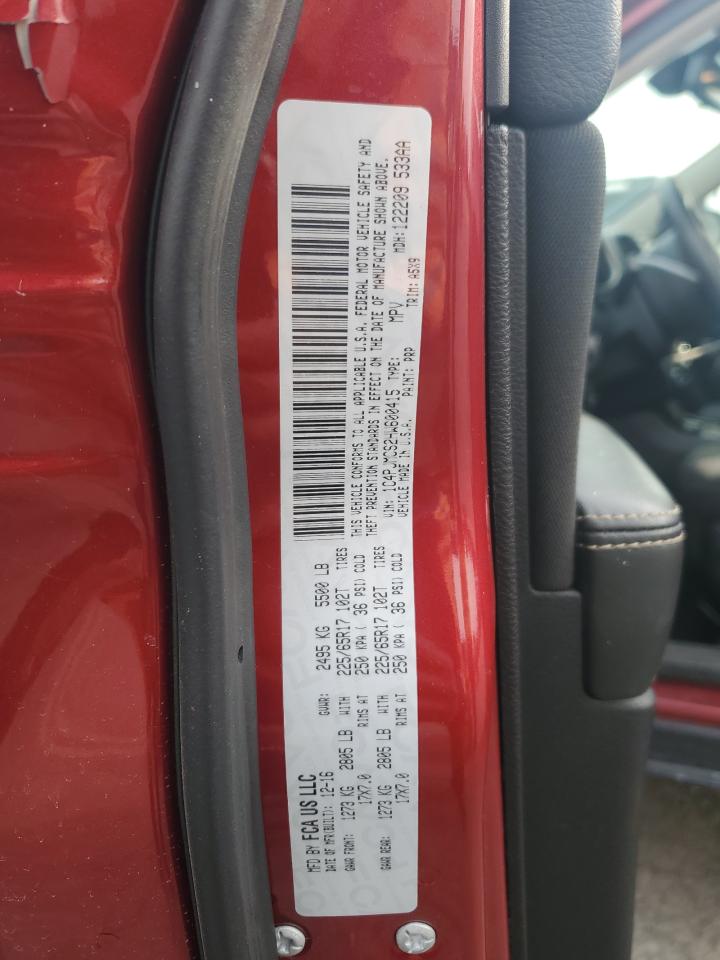 MFD BY FCA US LLC
DATE OF MFR(BUILT): 12-16 GVWR: 2495 KG 5500 LB
GAWR FRONT: 1273 KG 2805 LB WITH 225/65R17 102T TIRES
17X7.0 RIMS AT 250 KPA ( 36 PSI) COLD
GAWR REAR: 1273 KG 2805 LB WITH 225/65R17 102T TIRES
17X7.0 RIMS AT 250 KPA ( 36 PSI) COLD
THIS VEHICLE CONFORMS TO ALL APPLICABLE U.S.A. FEDERAL MOTOR VEHICLE SAFETY AND
THEFT PREVENTION STANDARDS IN EFFECT ON THE DATE OF MANUFACTURE SHOWN ABOVE.
VIN: 1C4PJMCS2HW600415 TYPE: MPV MDH:122209 533AA
VEHICLE MADE IN U.S.A. PAINT: PRP TRIM: A5X9